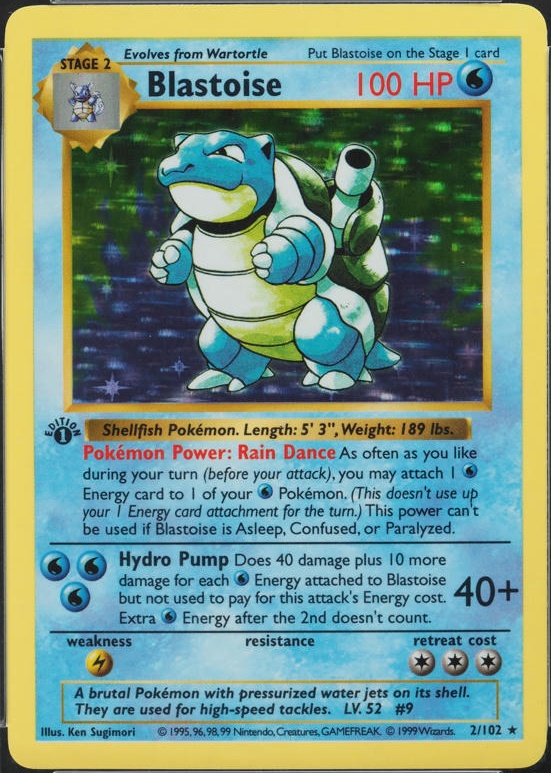 Evolves from Wartortle Put Blastoise on the Stage 1 card
STAGE 2
Blastoise 100 HP
EDITION
1
Shellfish Pokémon. Length: 5' 3", Weight: 189 lbs.
Pokémon Power: Rain Dance As often as you like
during your turn (before your attack), you may attach 1
Energy card to 1 of your Pokémon. (This doesn't use up
your 1 Energy card attachment for the turn.) This power can't
be used if Blastoise is Asleep, Confused, or Paralyzed.
Hydro Pump Does 40 damage plus 10 more
damage for each Energy attached to Blastoise
but not used to pay for this attack's Energy cost.
Extra Energy after the 2nd doesn't count.
40+
weakness resistance retreat cost
A brutal Pokémon with pressurized water jets on its shell.
They are used for high-speed tackles. LV. 52 #9
Illus. Ken Sugimori © 1995, 96, 98, 99 Nintendo, Creatures, GAMEFREAK. © 1999 Wizards. 2/102 ★